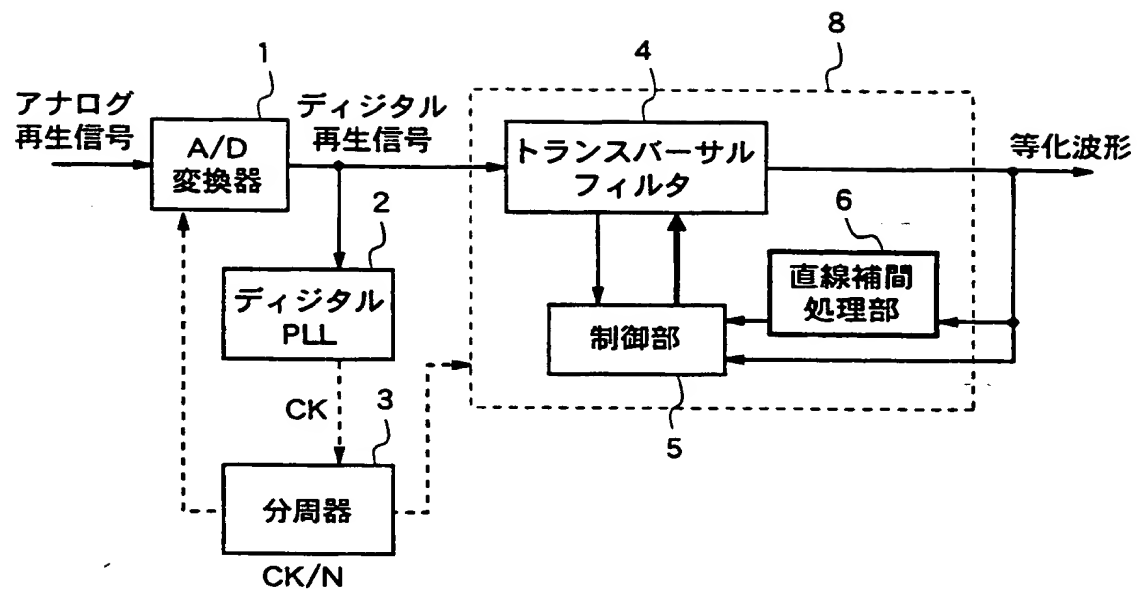 8
4
1
アナログ
再生信号
ディジタル
再生信号
A/D
変換器
トランスバーサル
フィルタ
等化波形
2
6
ディジタル
PLL
直線補間
処理部
制御部
CK
3
5
分周器
CK/N